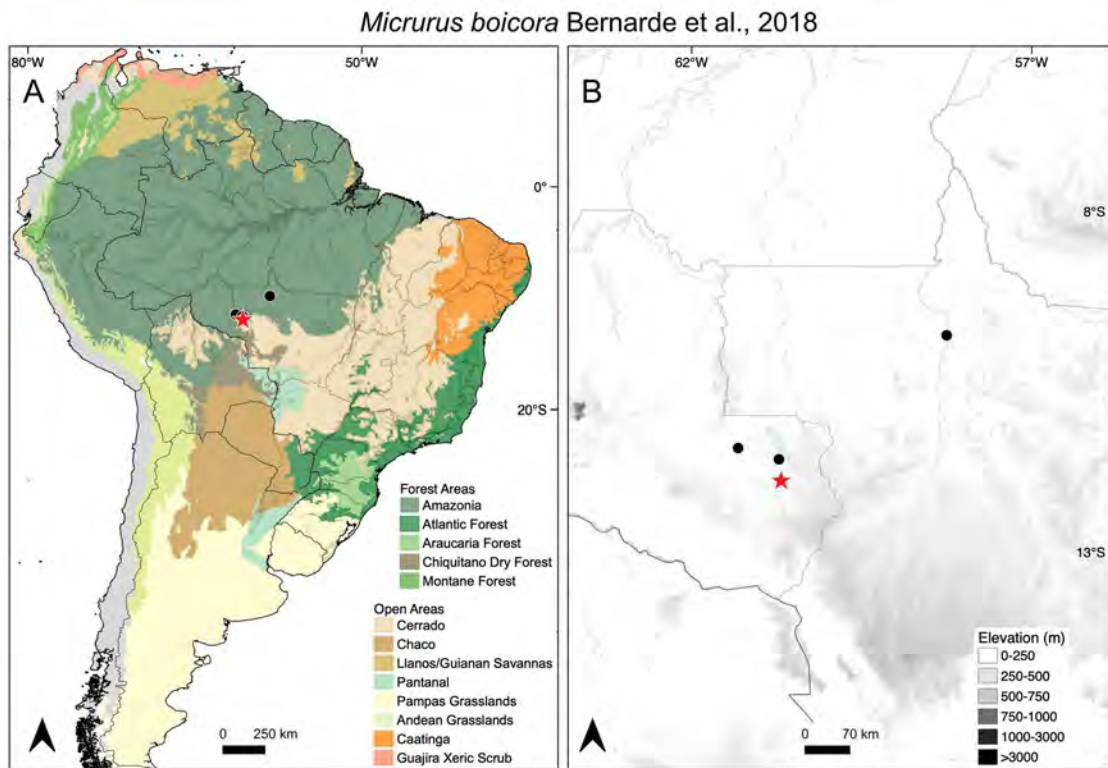 Micrurus boicora Bernarde et al., 2018
80°W
50°W
A
0°
20°S
Forest Areas
Amazonia
Atlantic Forest
Araucaria Forest
Chiquitano Dry Forest
Montane Forest
Open Areas
Cerrado
Chaco
Llanos/Guianan Savannas
Pantanal
Pampas Grasslands
Andean Grasslands
Caatinga
Guajira Xeric Scrub
0 250 km
62°W
57°W
B
8°S
13°S
Elevation (m)
0-250
250-500
500-750
750-1000
1000-3000
>3000
0 70 km